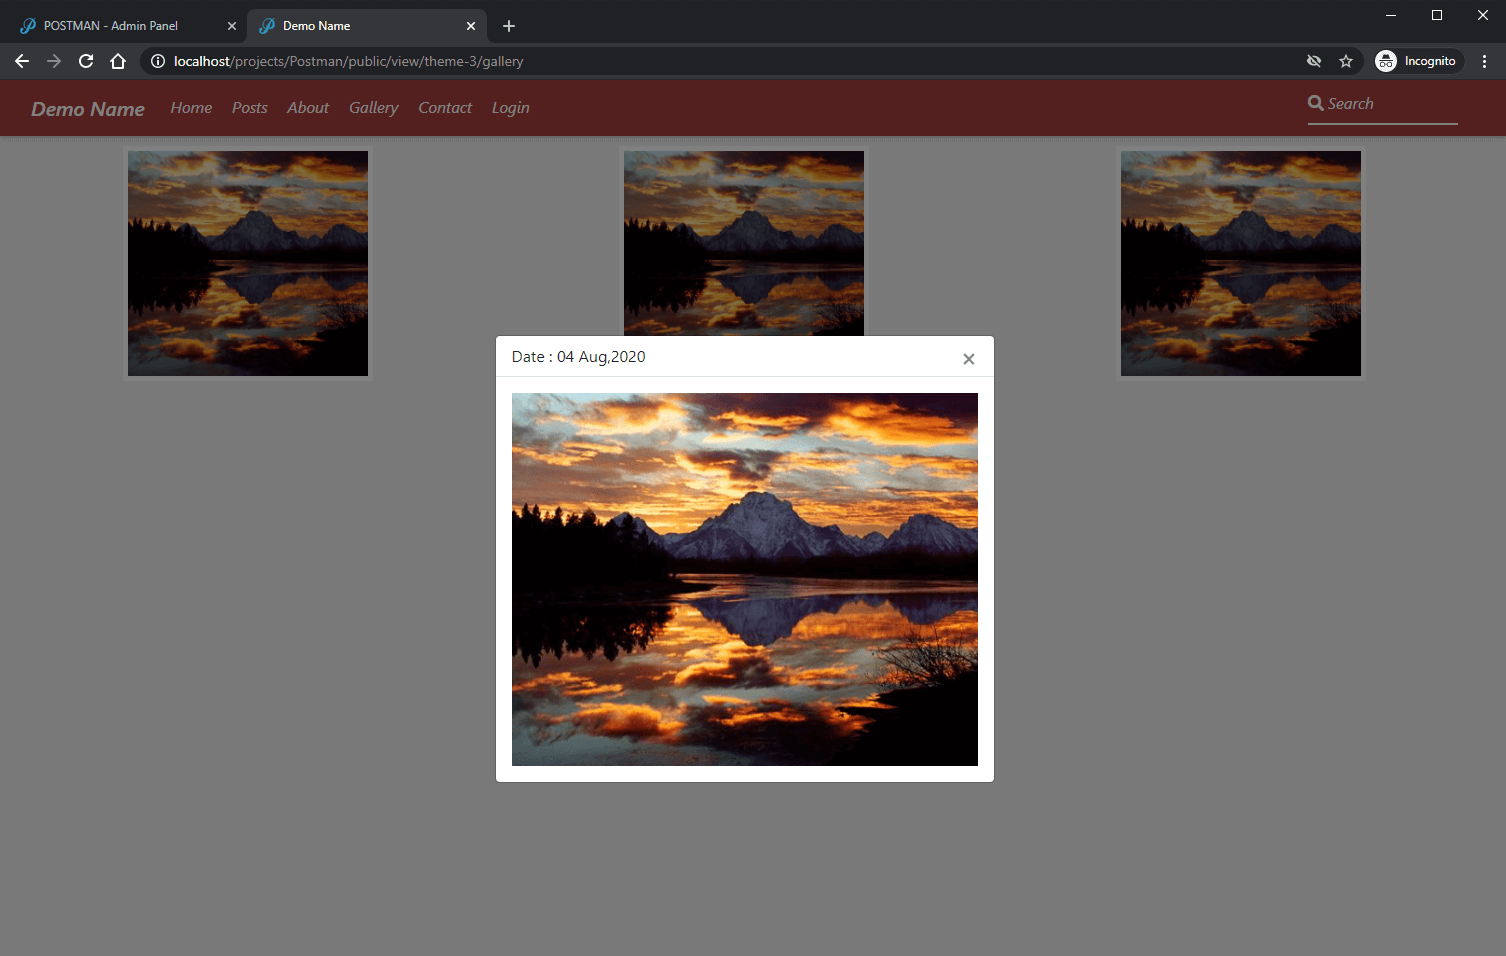 POSTMAN - Admin Panel
Demo Name
localhost/projects/Postman/public/view/theme-3/gallery
Incognito
Demo Name
Home
Posts
About
Gallery
Contact
Login
Search
Date : 04 Aug,2020